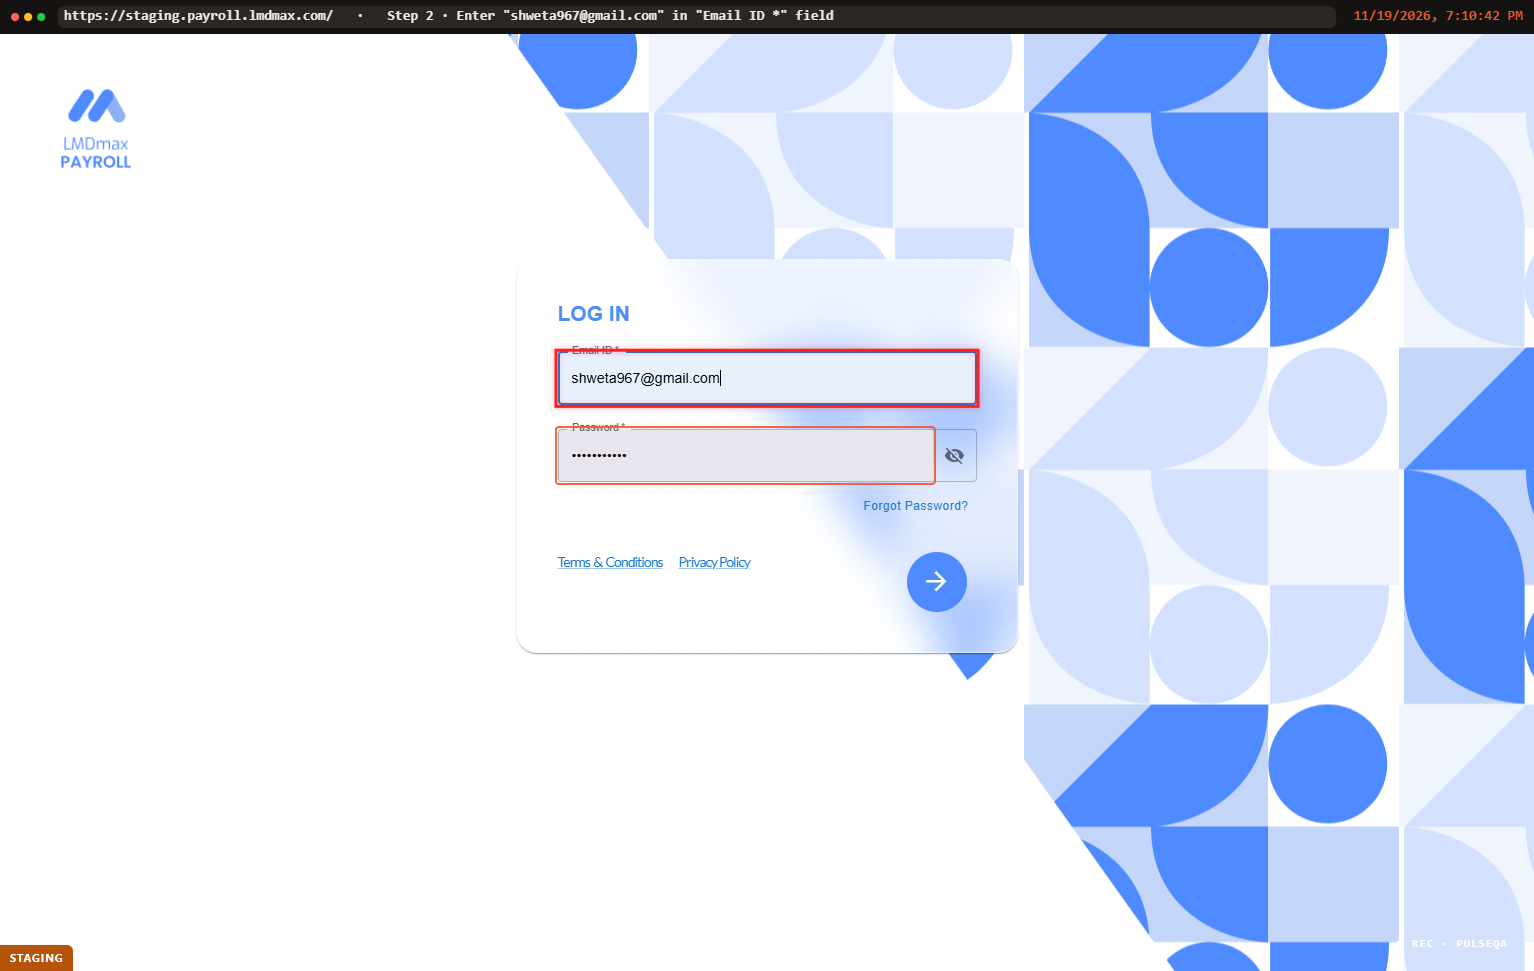 https://staging.payroll.lmdmax.com/ · Step 2 · Enter "shweta967@gmail.com" in "Email ID *" field
11/19/2026, 7:10:42 PM
LMDmax
PAYROLL
LOG IN
Email ID *
shweta967@gmail.com
Password *
•••••••••••
Forgot Password?
Terms & Conditions Privacy Policy
REC · PULSEQA
STAGING